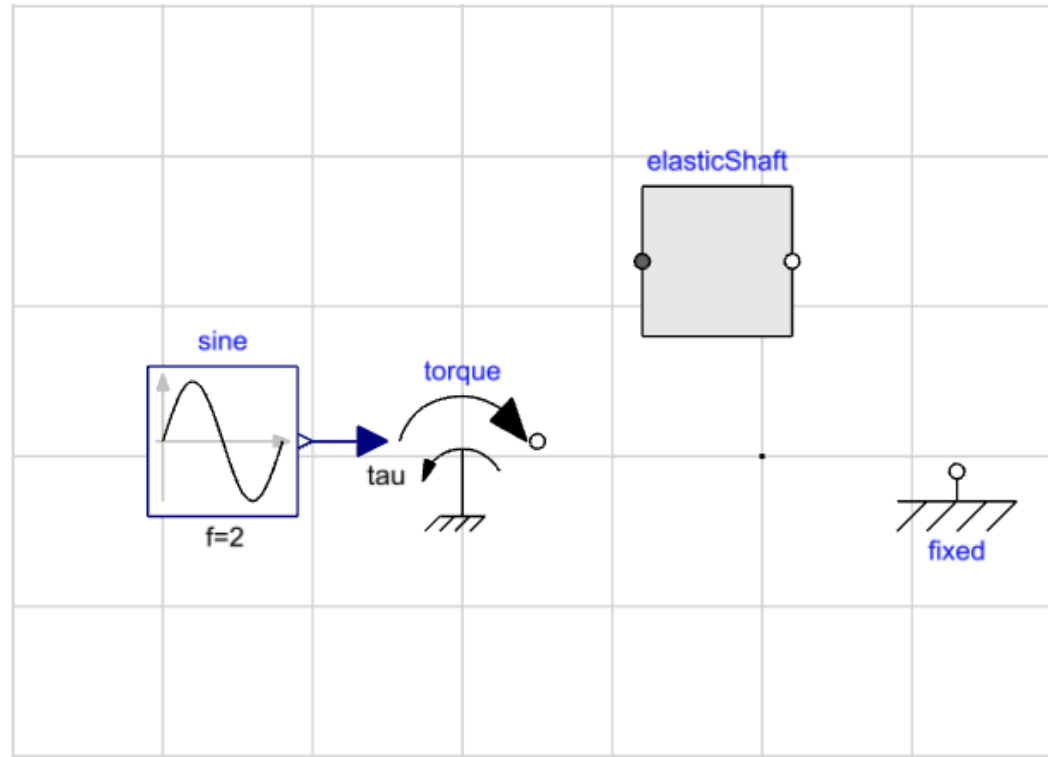 elasticShaft
sine
torque
tau
f=2
fixed